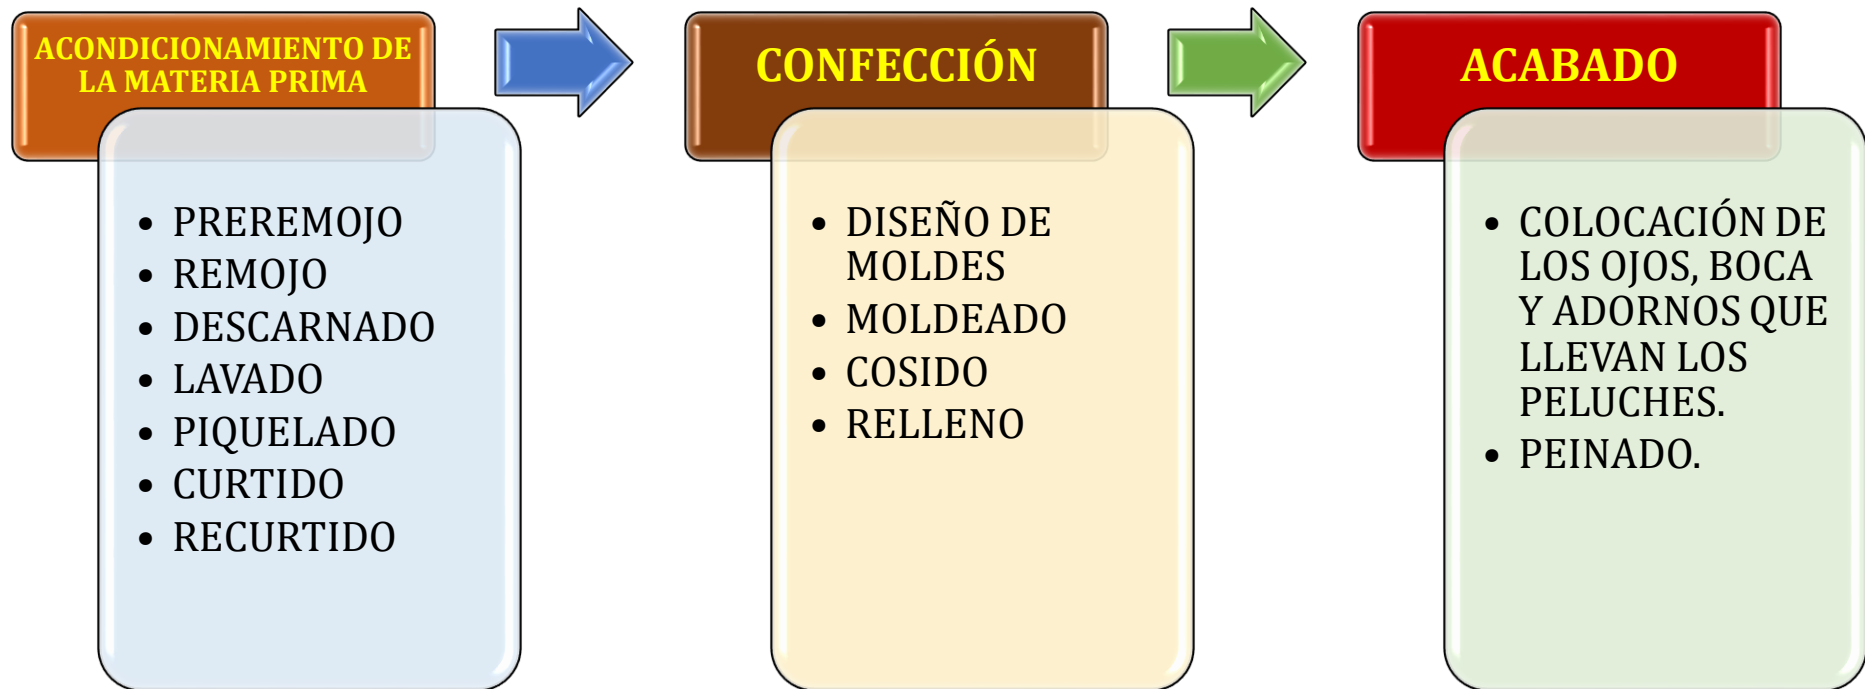 ACONDICIONAMIENTO DE
LA MATERIA PRIMA
• PREREMOJO
• REMOJO
• DESCARNADO
• LAVADO
• PIQUELADO
• CURTIDO
• RECURTIDO
CONFECCIÓN
• DISEÑO DE
MOLDES
• MOLDEADO
• COSIDO
• RELLENO
ACABADO
• COLOCACIÓN DE
LOS OJOS, BOCA
Y ADORNOS QUE
LLEVAN LOS
PELUCHES.
• PEINADO.